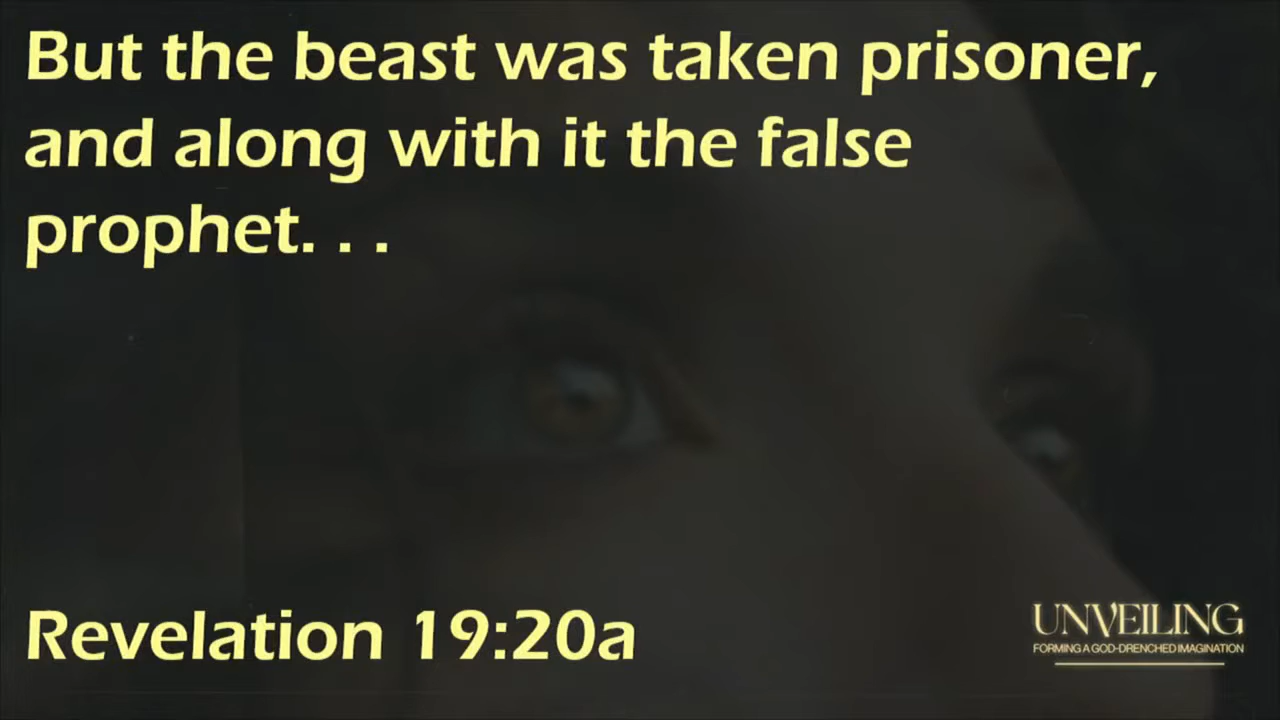 But the beast was taken prisoner,
and along with it the false
prophet. . .
Revelation 19:20a
UNVEILING
FORMING A GOD-DRENCHED IMAGINATION